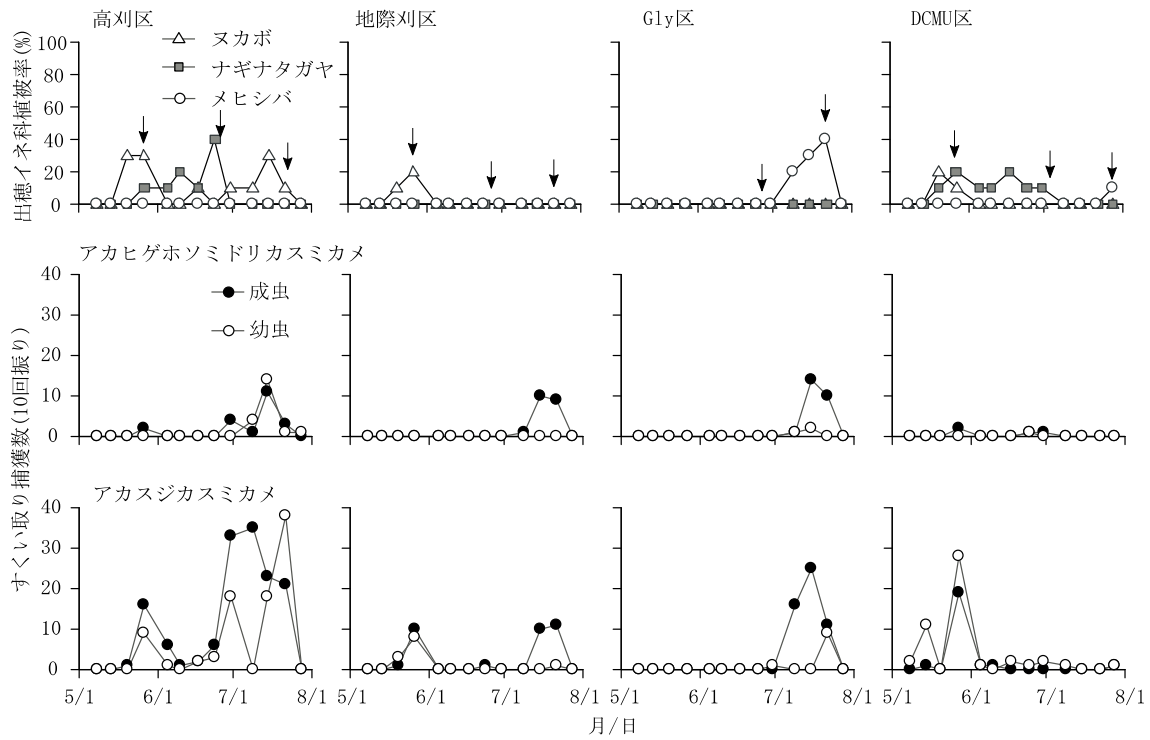 高刈区
地際刈区
Gly区
DCMU区
ヌカボ
ナギナタガヤ
メヒシバ
出穂イネ科植被率(%)
100
80
60
40
20
0
アカヒゲホソミドリカスミカメ
成虫
幼虫
40
30
20
10
0
すくい取り捕獲数(10回振り)
アカスジカスミカメ
40
30
20
10
0
5/1 6/1 7/1 8/1 5/1 6/1 7/1 8/1 5/1 6/1 7/1 8/1 5/1 6/1 7/1 8/1
月/日